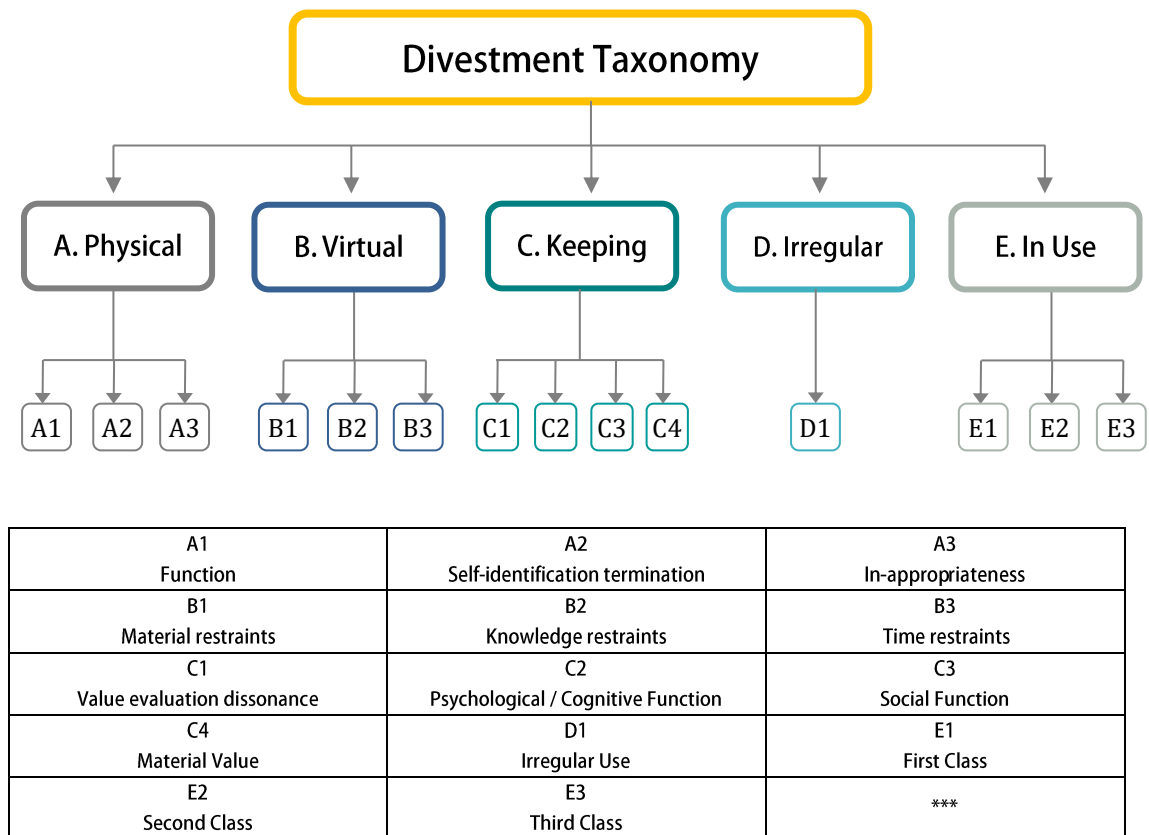 Divestment Taxonomy
A. Physical
B. Virtual
C. Keeping
D. Irregular
E. In Use
A1
A2
A3
B1
B2
B3
C1
C2
C3
C4
D1
E1
E2
E3
A1
Function
A2
Self-identification termination
A3
In-appropriateness
B1
Material restraints
B2
Knowledge restraints
B3
Time restraints
C1
Value evaluation dissonance
C2
Psychological / Cognitive Function
C3
Social Function
C4
Material Value
D1
Irregular Use
E1
First Class
E2
Second Class
E3
Third Class
***